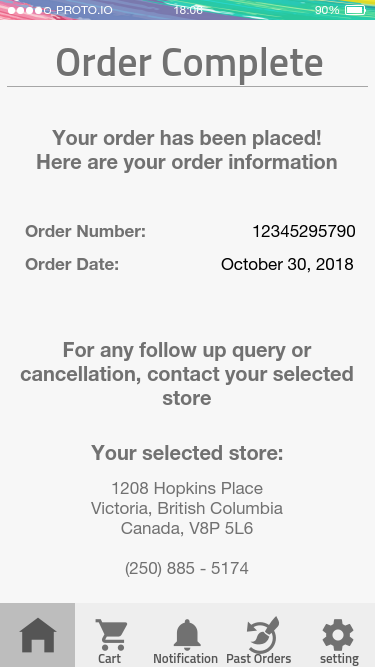 PROTO.IO 18:06 90%
Order Complete
Your order has been placed!
Here are your order information
Order Number: 12345295790
Order Date: October 30, 2018
For any follow up query or
cancellation, contact your selected
store
Your selected store:
1208 Hopkins Place
Victoria, British Columbia
Canada, V8P 5L6
(250) 885 - 5174
Cart Notification Past Orders setting